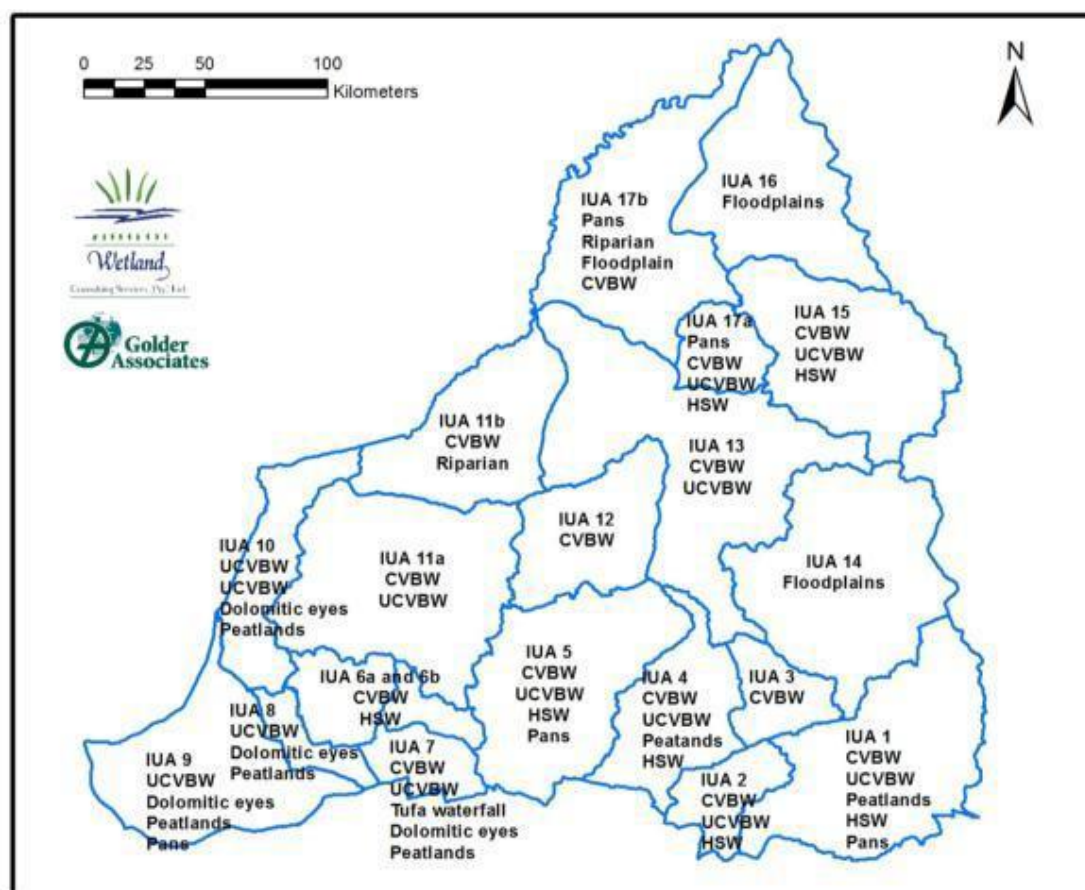 0 25 50 100
Kilometers
N
Wetland
Consulting Services (Pty.) Ltd.
Golder
Associates
IUA 16
Floodplains
IUA 17b
Pans
Riparian
Floodplain
CVBW
IUA 17a
Pans
CVBW
UCVBW
HSW
IUA 15
CVBW
UCVBW
HSW
IUA 11b
CVBW
Riparian
IUA 13
CVBW
UCVBW
IUA 12
CVBW
IUA 10
UCVBW
UCVBW
Dolomitic eyes
Peatlands
IUA 11a
CVBW
UCVBW
IUA 14
Floodplains
IUA 6a and 6b
CVBW
HSW
IUA 5
CVBW
UCVBW
HSW
Pans
IUA 4
CVBW
UCVBW
Peatands
HSW
IUA 3
CVBW
IUA 8
UCVBW
Dolomitic eyes
Peatlands
IUA 9
UCVBW
Dolomitic eyes
Peatlands
Pans
IUA 7
CVBW
UCVBW
Tufa waterfall
Dolomitic eyes
Peatlands
IUA 2
CVBW
UCVBW
HSW
IUA 1
CVBW
UCVBW
Peatlands
HSW
Pans